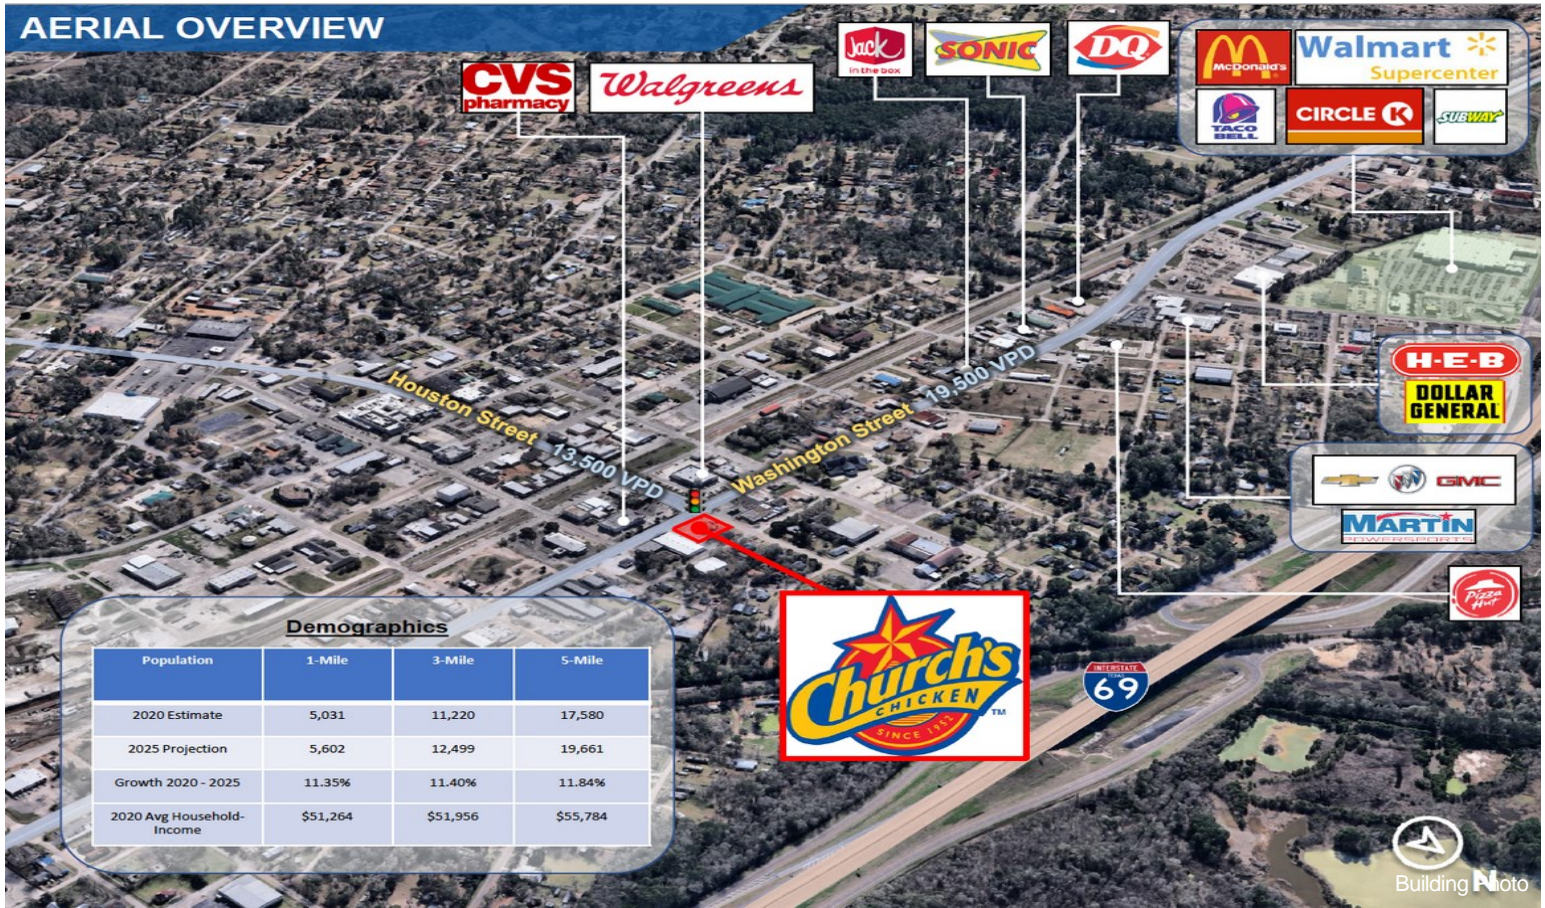 AERIAL OVERVIEW
CVS
pharmacy
Walgreens
Jack
in the box
SONIC
DQ
McDonald's
Walmart
Supercenter
TACO
BELL
CIRCLE K
SUBWAY
Houston Street - 13,500 VPD
Washington Street - 19,500 VPD
H-E-B
DOLLAR
GENERAL
GMC
MARTIN
POWERSPORTS
Pizza
Hut
Church's
CHICKEN
TM
SINCE 1952
INTERSTATE
TEXAS
69
Demographics
Population 1-Mile 3-Mile 5-Mile
2020 Estimate 5,031 11,220 17,580
2025 Projection 5,602 12,499 19,661
Growth 2020 - 2025 11.35% 11.40% 11.84%
2020 Avg Household-
Income $51,264 $51,956 $55,784
N
Building Photo